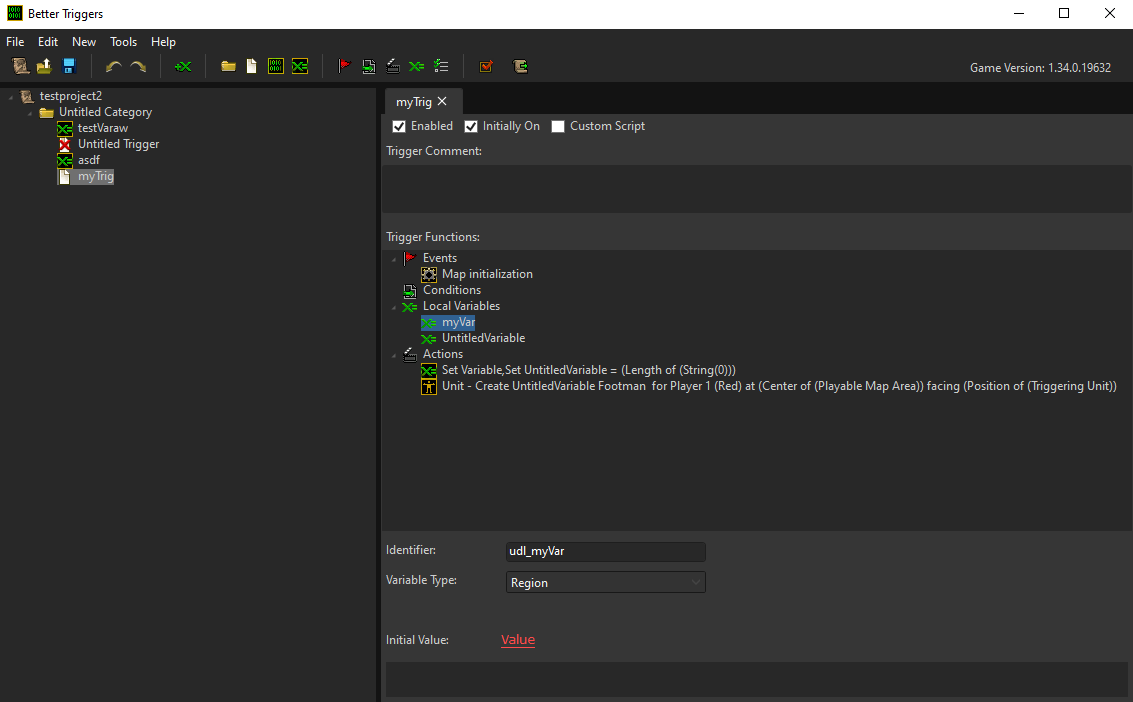 Better Triggers
File Edit New Tools Help
Game Version: 1.34.0.19632
testproject2
Untitled Category
testVaraw
Untitled Trigger
asdf
myTrig
myTrig
Enabled Initially On Custom Script
Trigger Comment:
Trigger Functions:
Events
Map initialization
Conditions
Local Variables
myVar
UntitledVariable
Actions
Set Variable,Set UntitledVariable = (Length of (String(0)))
Unit - Create UntitledVariable Footman for Player 1 (Red) at (Center of (Playable Map Area)) facing (Position of (Triggering Unit))
Identifier: udl_myVar
Variable Type: Region
Initial Value: Value